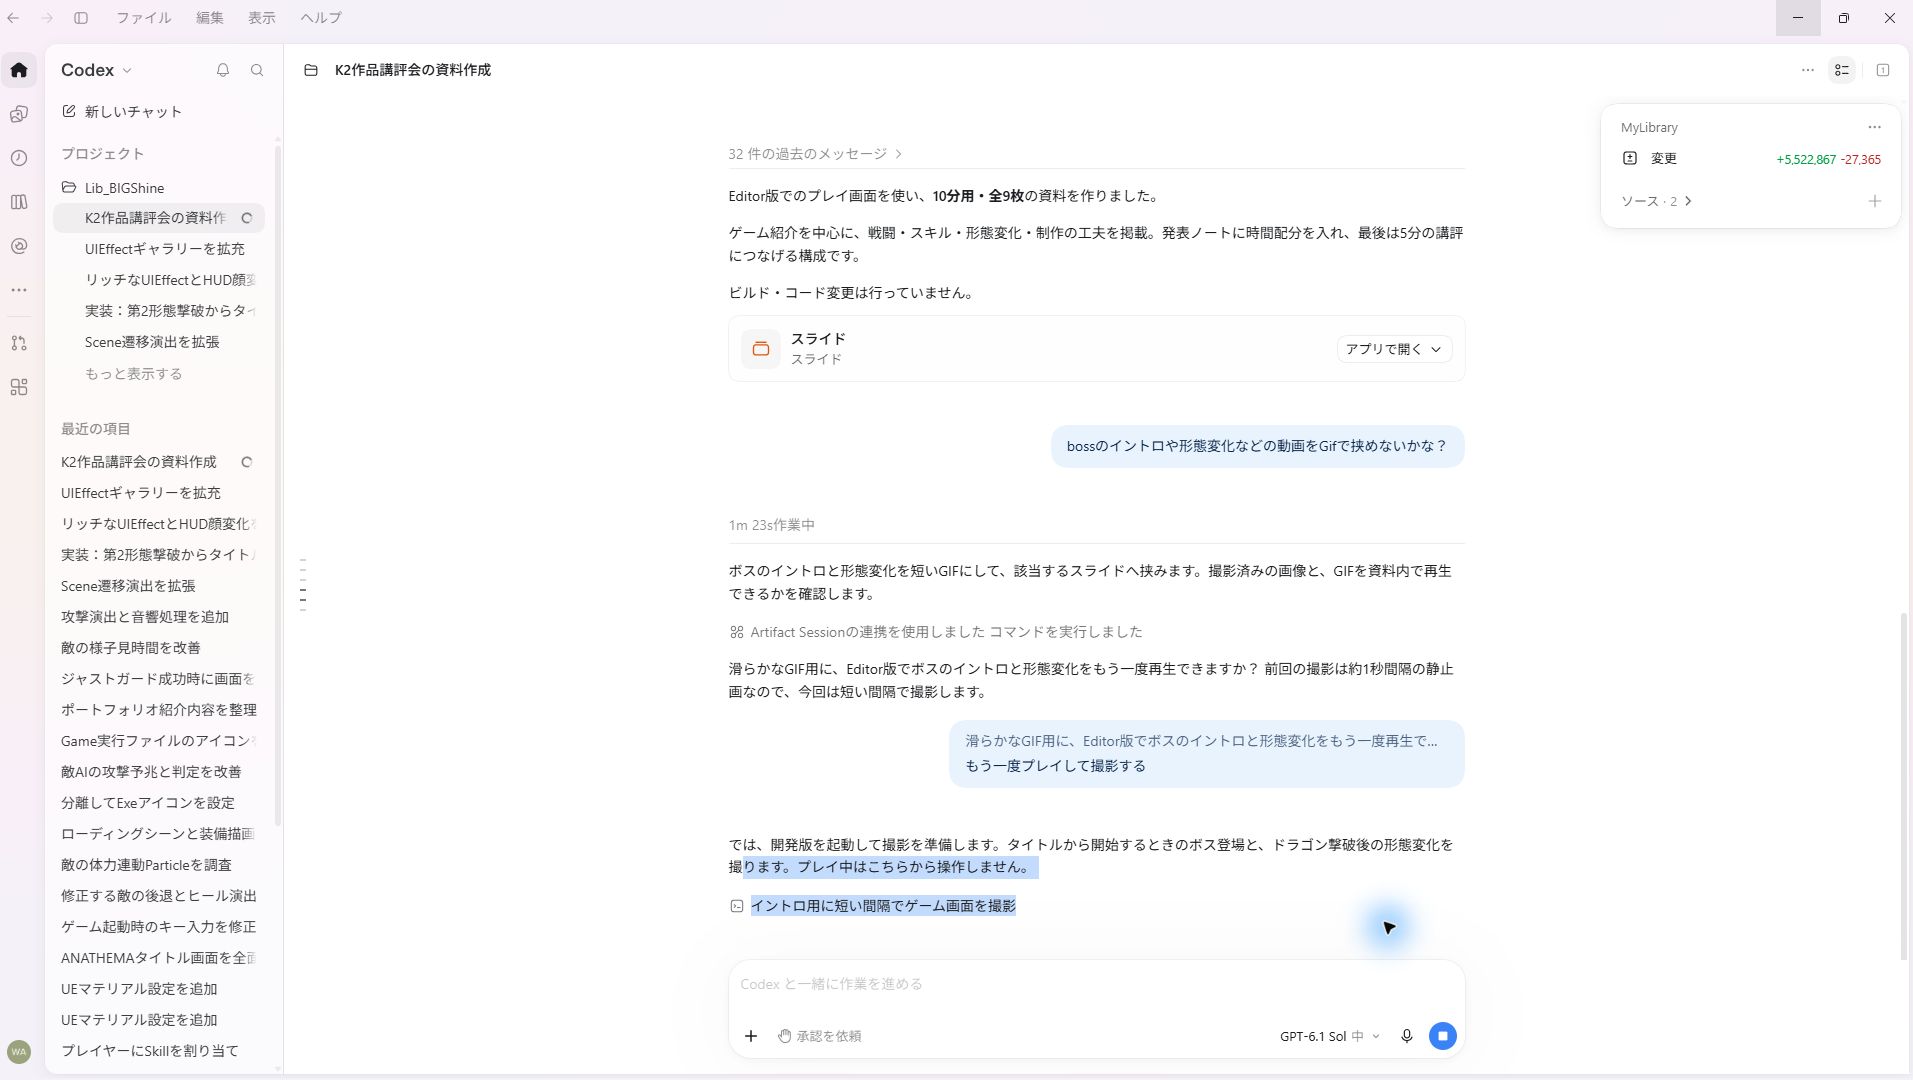 ファイル 編集 表示 ヘルプ
Codex
新しいチャット
プロジェクト
Lib_BIGShine
K2作品講評会の資料作
UIEffectギャラリーを拡充
リッチなUIEffectとHUD顔変
実装：第2形態撃破からタイ
Scene遷移演出を拡張
もっと表示する
最近の項目
K2作品講評会の資料作成
UIEffectギャラリーを拡充
リッチなUIEffectとHUD顔変化を
実装：第2形態撃破からタイトル
Scene遷移演出を拡張
攻撃演出と音響処理を追加
敵の様子見時間を改善
ジャストガード成功時に画面を
ポートフォリオ紹介内容を整理
Game実行ファイルのアイコンを
敵AIの攻撃予兆と判定を改善
分離してExeアイコンを設定
ローディングシーンと装備描画
敵の体力連動Particleを調査
修正する敵の後退とヒール演出
ゲーム起動時のキー入力を修正
ANATHEMAタイトル画面を全面
UEマテリアル設定を追加
UEマテリアル設定を追加
プレイヤーにSkillを割り当て
WA
K2作品講評会の資料作成
1
MyLibrary
変更 +5,522,867 -27,365
ソース · 2
32 件の過去のメッセージ
Editor版でのプレイ画面を使い、10分用・全9枚の資料を作りました。
ゲーム紹介を中心に、戦闘・スキル・形態変化・制作の工夫を掲載。発表ノートに時間配分を入れ、最後は5分の講評
につなげる構成です。
ビルド・コード変更は行っていません。
スライド
スライド
アプリで開く
bossのイントロや形態変化などの動画をGifで挟めないかな？
1m 23s作業中
ボスのイントロと形態変化を短いGIFにして、該当するスライドへ挟みます。撮影済みの画像と、GIFを資料内で再生
できるかを確認します。
Artifact Sessionの連携を使用しました コマンドを実行しました
滑らかなGIF用に、Editor版でボスのイントロと形態変化をもう一度再生できますか？ 前回の撮影は約1秒間隔の静止
画なので、今回は短い間隔で撮影します。
滑らかなGIF用に、Editor版でボスのイントロと形態変化をもう一度再生で...
もう一度プレイして撮影する
では、開発版を起動して撮影を準備します。タイトルから開始するときのボス登場と、ドラゴン撃破後の形態変化を
撮ります。プレイ中はこちらから操作しません。
イントロ用に短い間隔でゲーム画面を撮影
Codex と一緒に作業を進める
承認を依頼
GPT-6.1 Sol 中